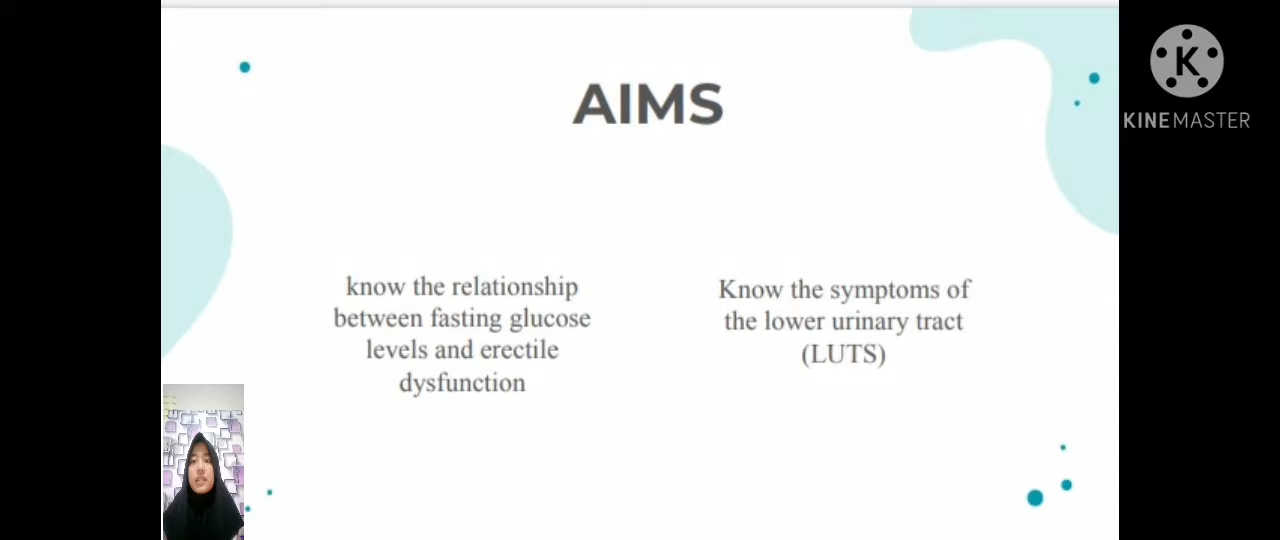 AIMS
know the relationship
between fasting glucose
levels and erectile
dysfunction
Know the symptoms of
the lower urinary tract
(LUTS)
K
KINEMASTER